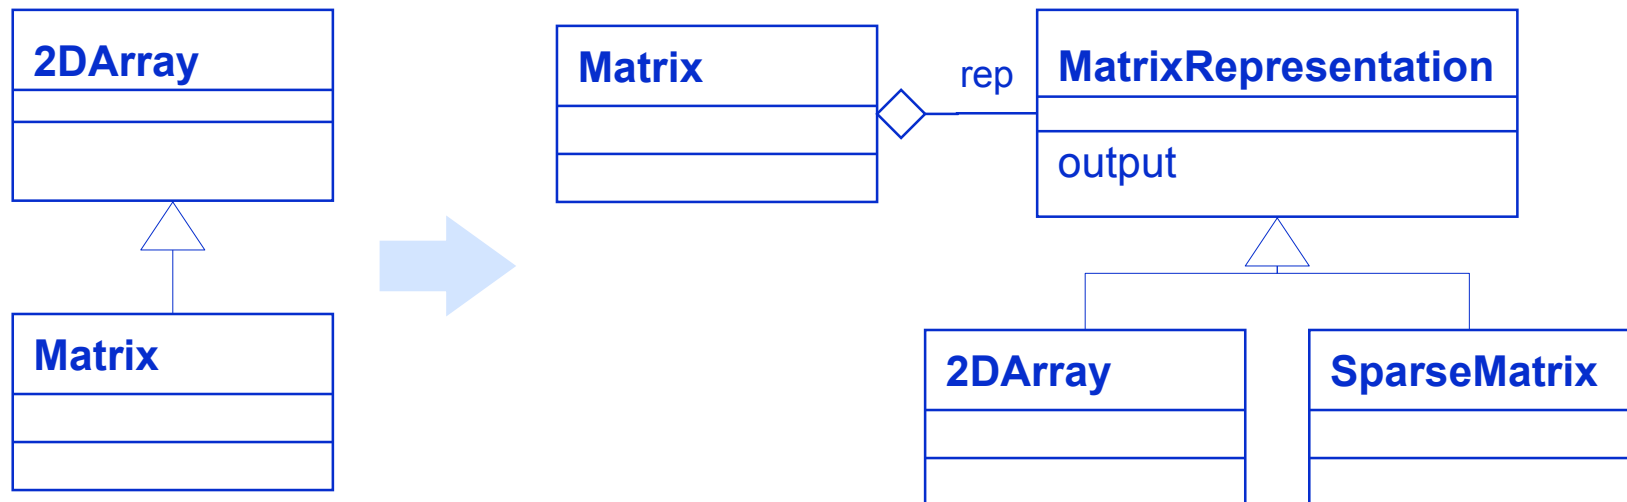 2DArray
Matrix
Matrix
rep
MatrixRepresentation
output
2DArray
SparseMatrix